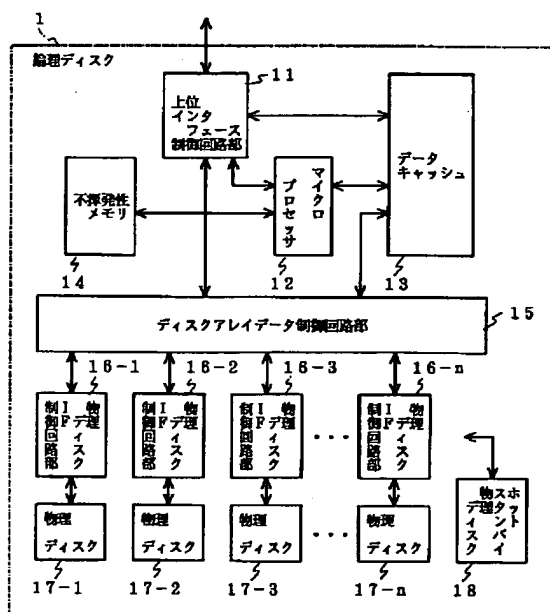 1
論理ディスク
11
上位
インタ
フェース
制御回路部
データ
キャッシュ
不揮発性
メモリ
マイクロ
プロセッサ
14
12
13
ディスクアレイデータ制御回路部
15
16-1
16-2
16-3
16-n
物理
ディスク
IF
制御回路部
物理
ディスク
IF
制御回路部
物理
ディスク
IF
制御回路部
...
物理
ディスク
IF
制御回路部
ホット
スタンバイ
物理
ディスク
物理
ディスク
物理
ディスク
物理
ディスク
...
物理
ディスク
17-1
17-2
17-3
17-n
18